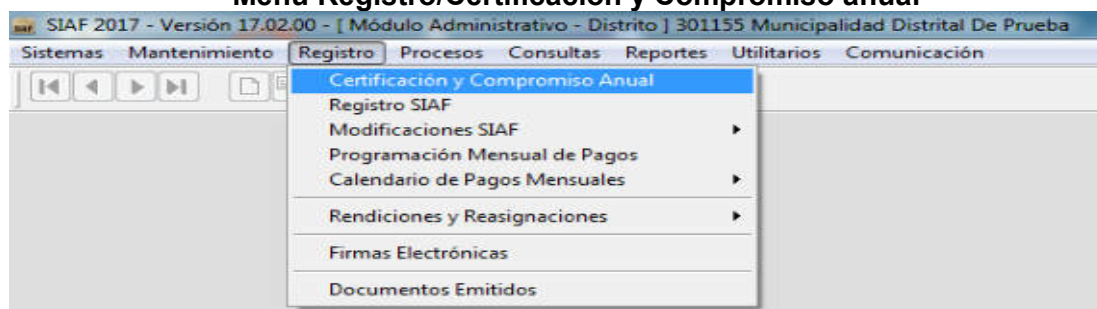 Menú Registro/Certificación y Compromiso anual
SIAF 2017 - Versión 17.02.00 - [ Módulo Administrativo - Distrito ] 301155 Municipalidad Distrital De Prueba
Sistemas Mantenimiento Registro Procesos Consultas Reportes Utilitarios Comunicación
Certificación y Compromiso Anual
Registro SIAF
Modificaciones SIAF
Programación Mensual de Pagos
Calendario de Pagos Mensuales
Rendiciones y Reasignaciones
Firmas Electrónicas
Documentos Emitidos